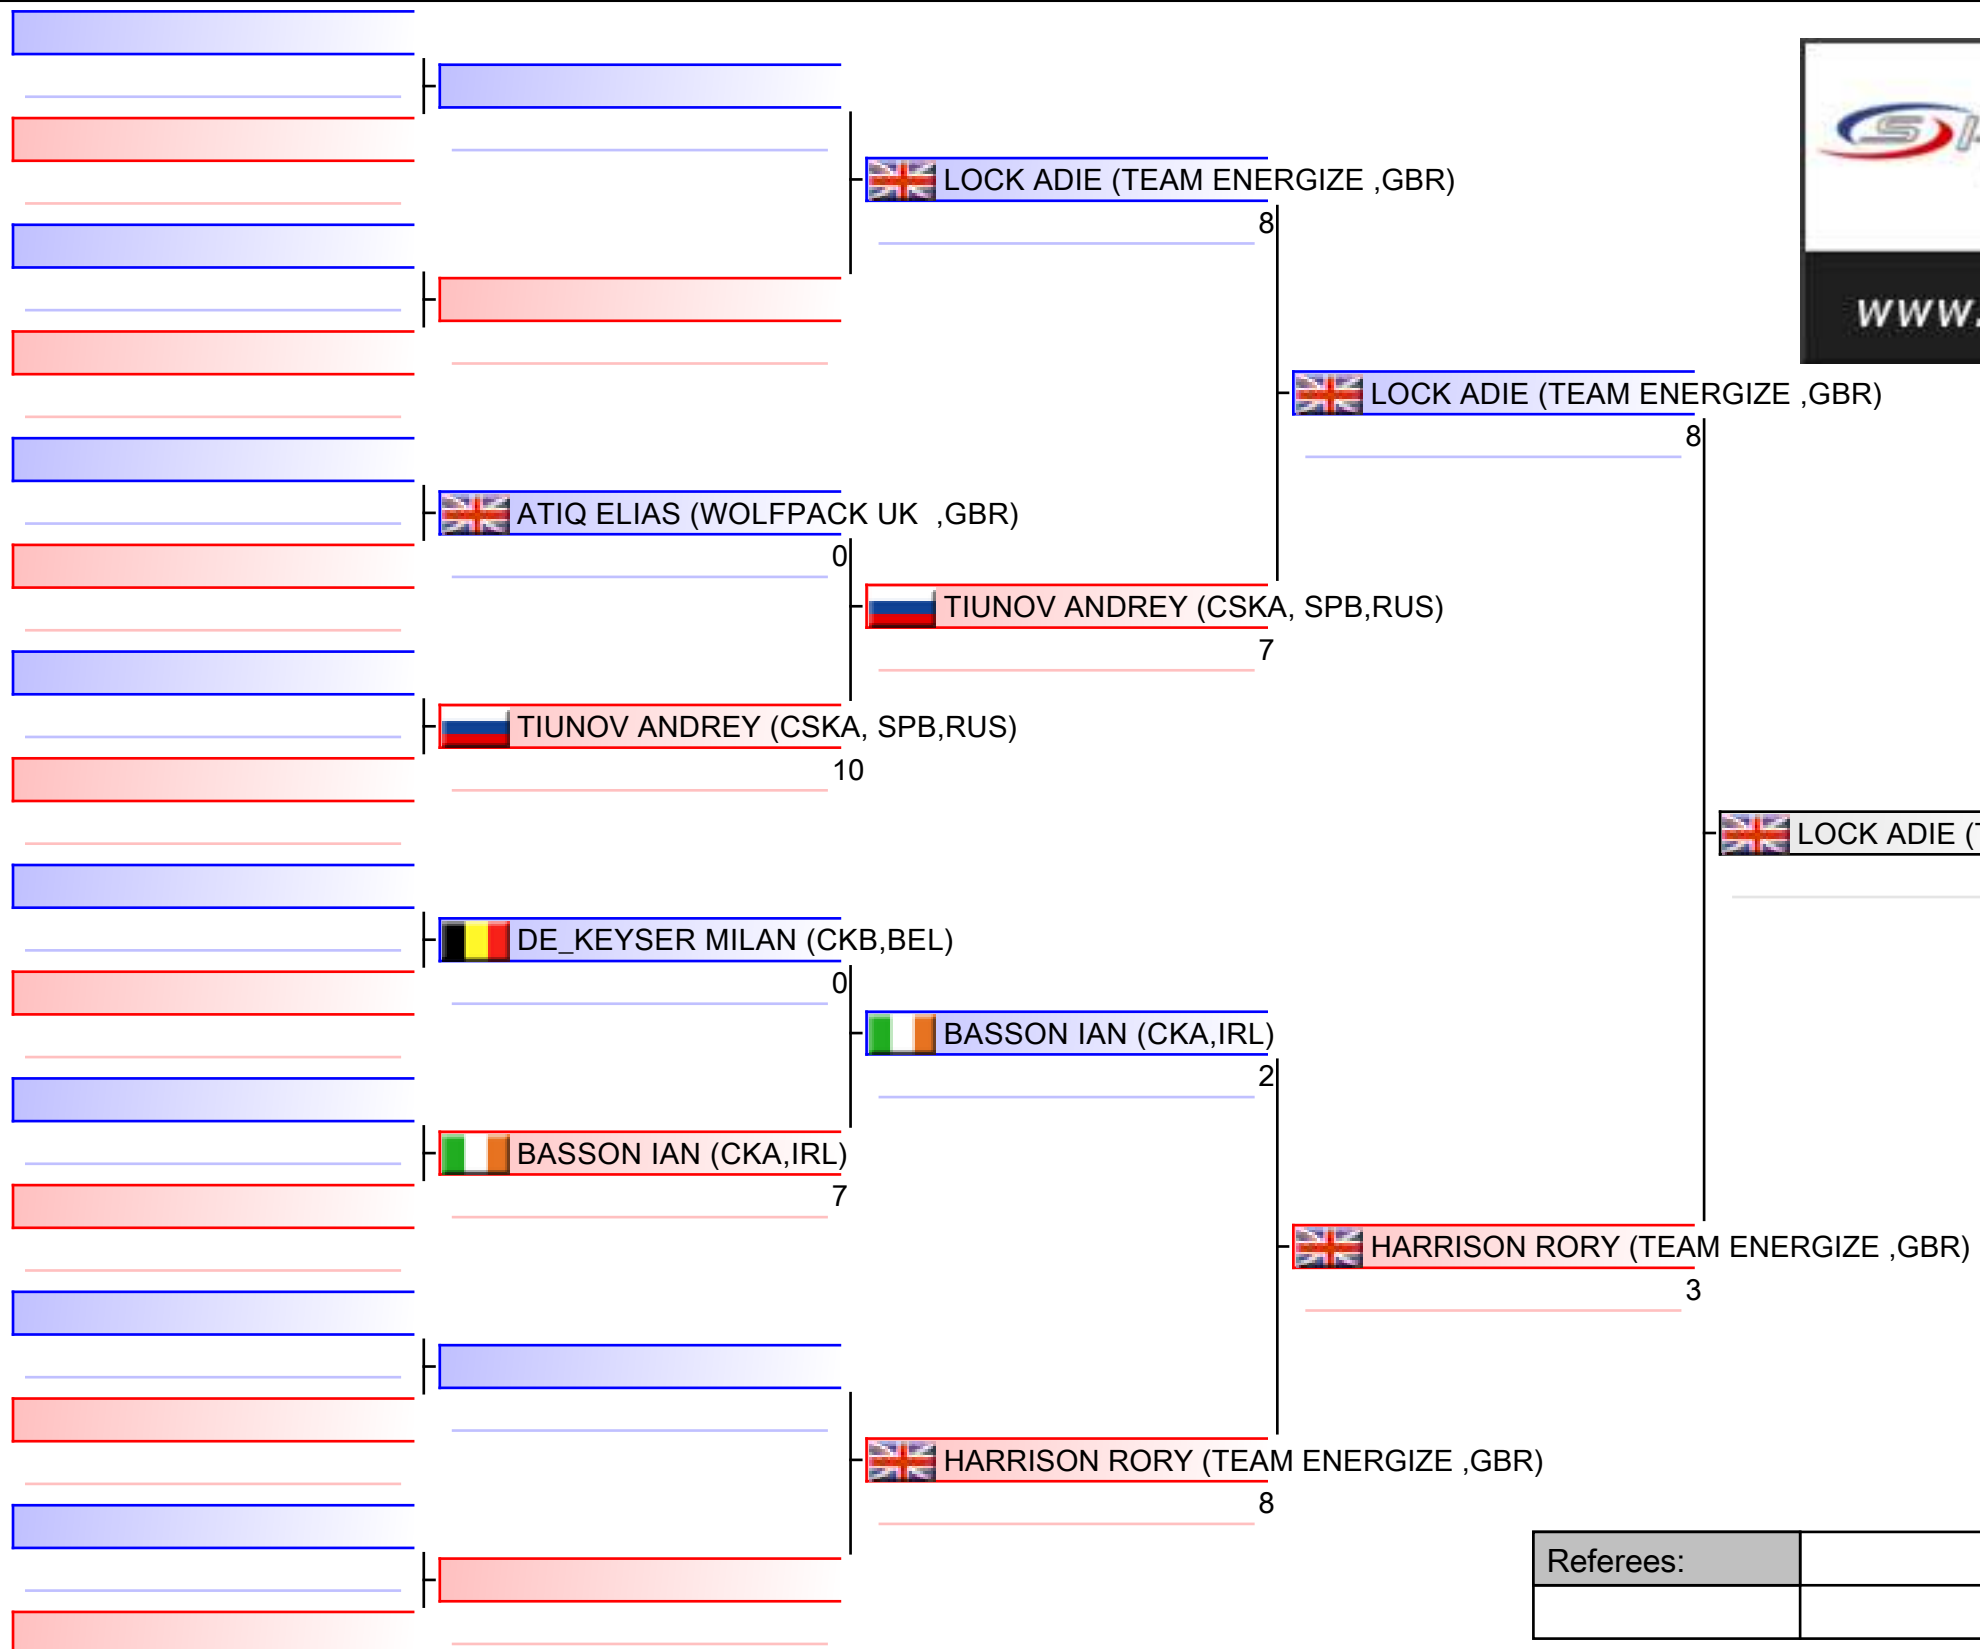 LOCK ADIE (TEAM ENERGIZE ,GBR)
8
WWW.
LOCK ADIE (TEAM ENERGIZE ,GBR)
8
ATIQ ELIAS (WOLFPACK UK  ,GBR)
0
TIUNOV ANDREY (CSKA, SPB,RUS)
7
TIUNOV ANDREY (CSKA, SPB,RUS)
10
LOCK ADIE (
DE_KEYSER MILAN (CKB,BEL)
0
BASSON IAN (CKA,IRL)
2
BASSON IAN (CKA,IRL)
7
HARRISON RORY (TEAM ENERGIZE ,GBR)
3
HARRISON RORY (TEAM ENERGIZE ,GBR)
8
Referees: